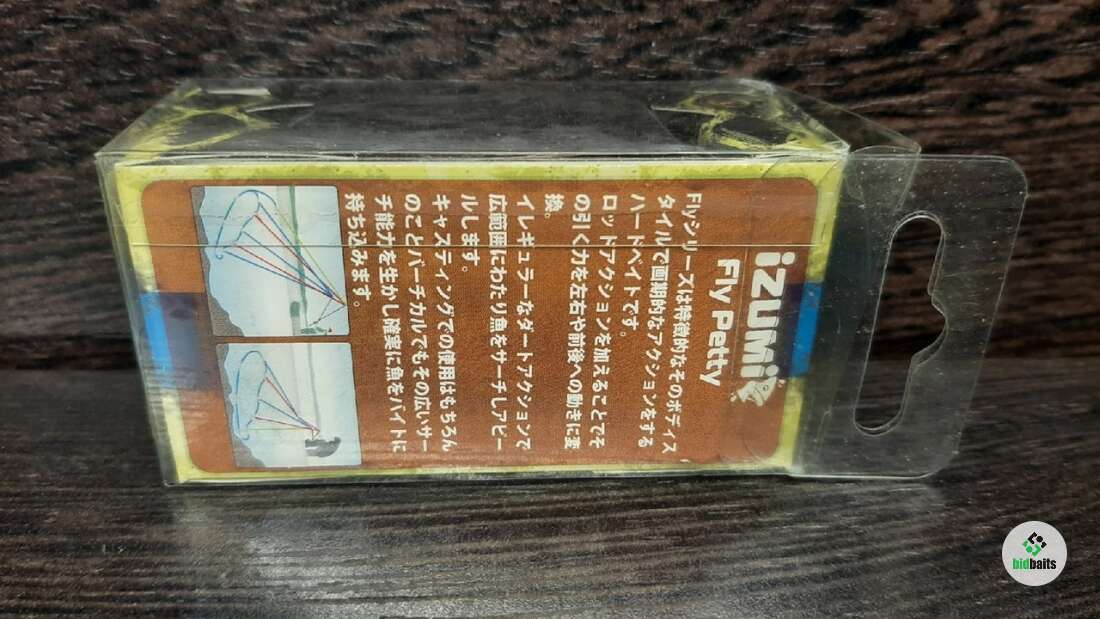 iZUMi
Fly Petty
Flyシリーズは特徴的なそのボディス
タイルで画期的なアクションをする
ハードベイトです。
ロッドアクションを加えることでそ
の引く力を左右や前後への動きに変
換。
イレギュラーなダートアクションで
広範囲にわたり魚をサーチしアピー
ルします。
キャスティングでの使用はもちろん
のことバーチカルでもその広いサー
チ能力を生かし確実に魚をバイトに
持ち込みます。
bidbaits